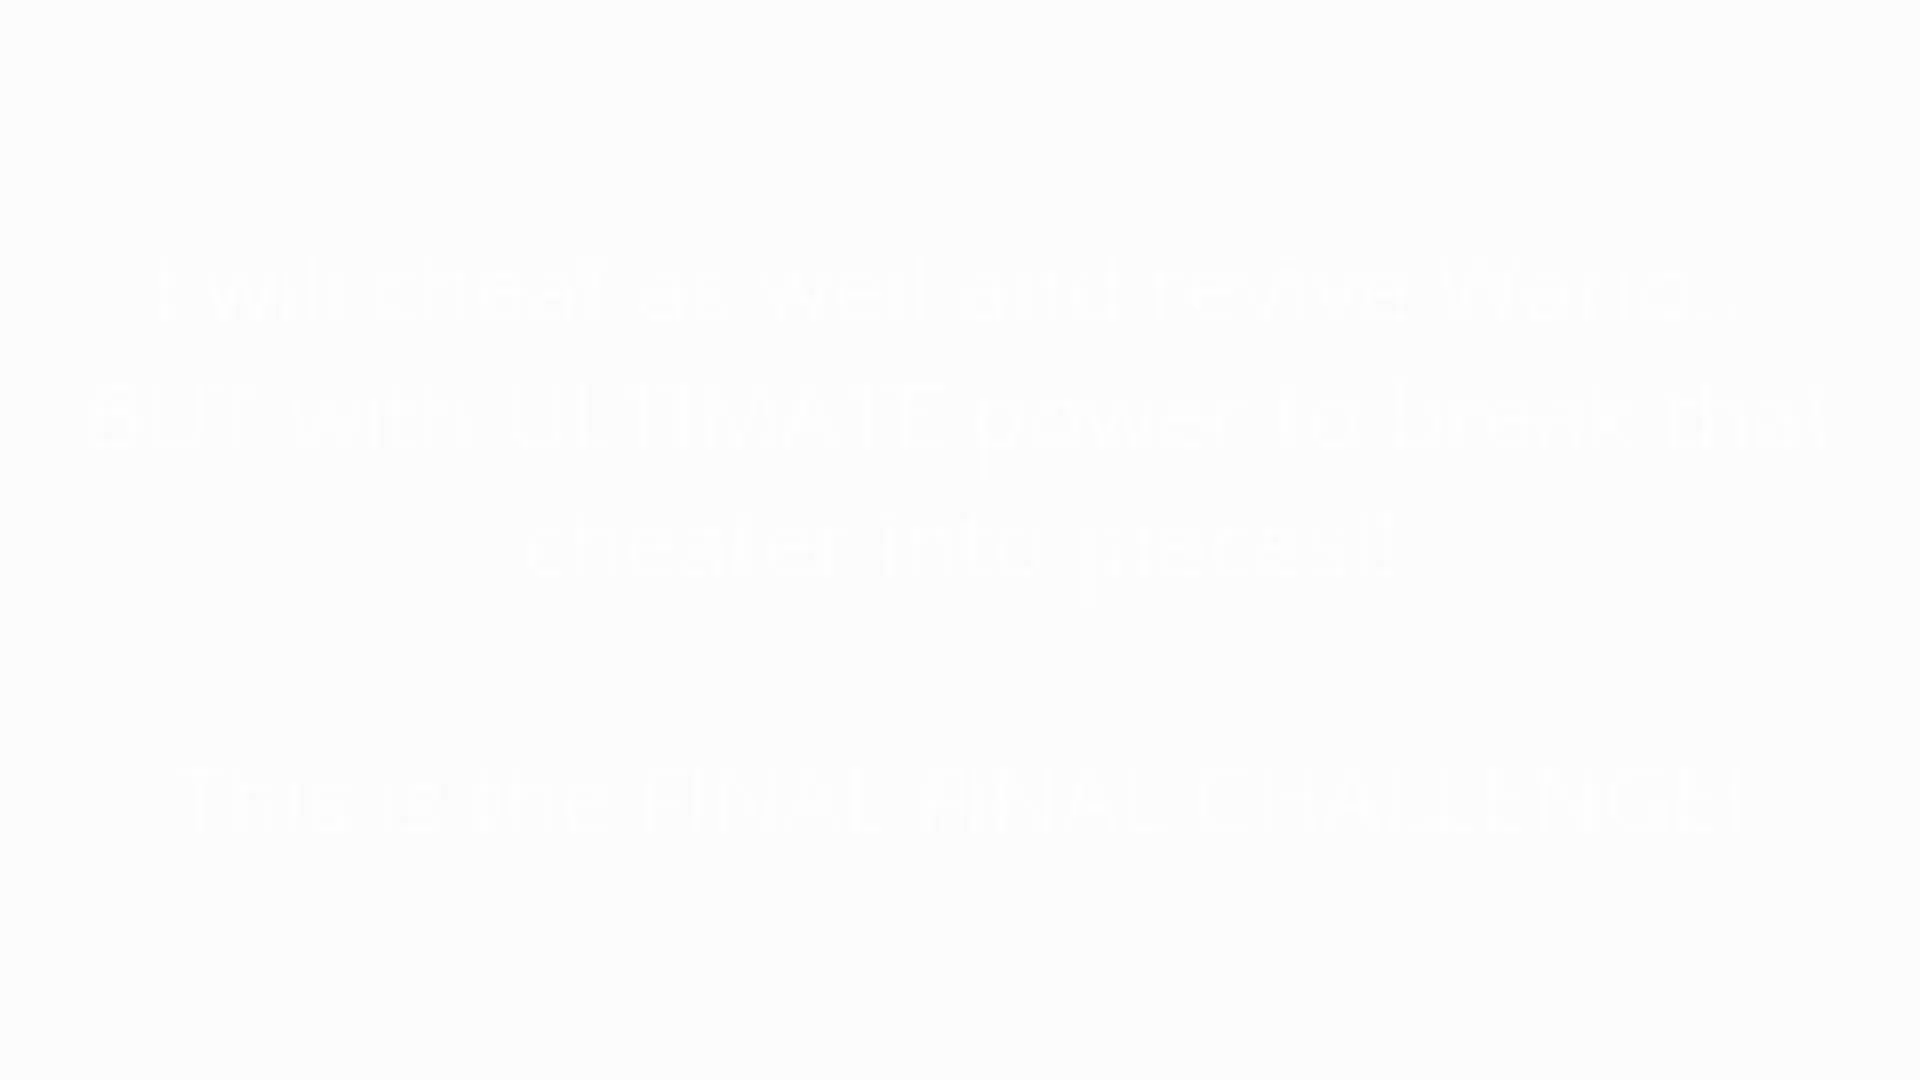 I will cheat as well and revive
BUT with ULTIMATE power to break that
cheater into pieces!!
This is the FINAL FINAL CHALLENGE!